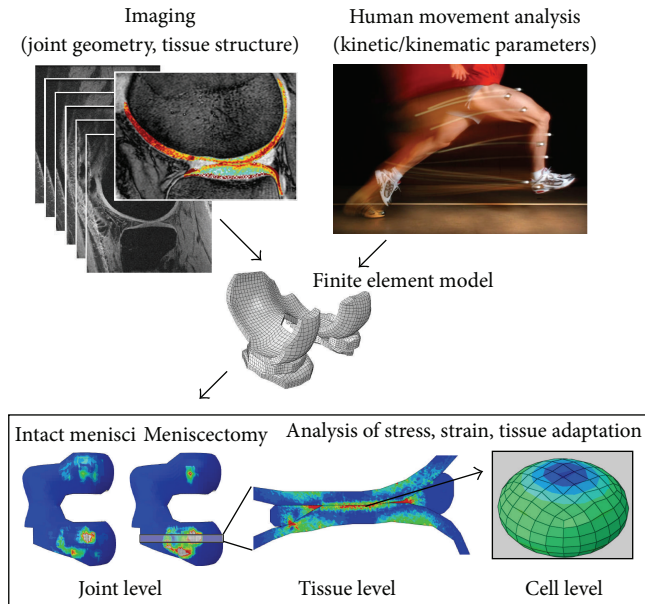 Imaging
(joint geometry, tissue structure)
Human movement analysis
(kinetic/kinematic parameters)
Finite element model
Intact menisci
Meniscectomy
Analysis of stress, strain, tissue adaptation
Joint level
Tissue level
Cell level